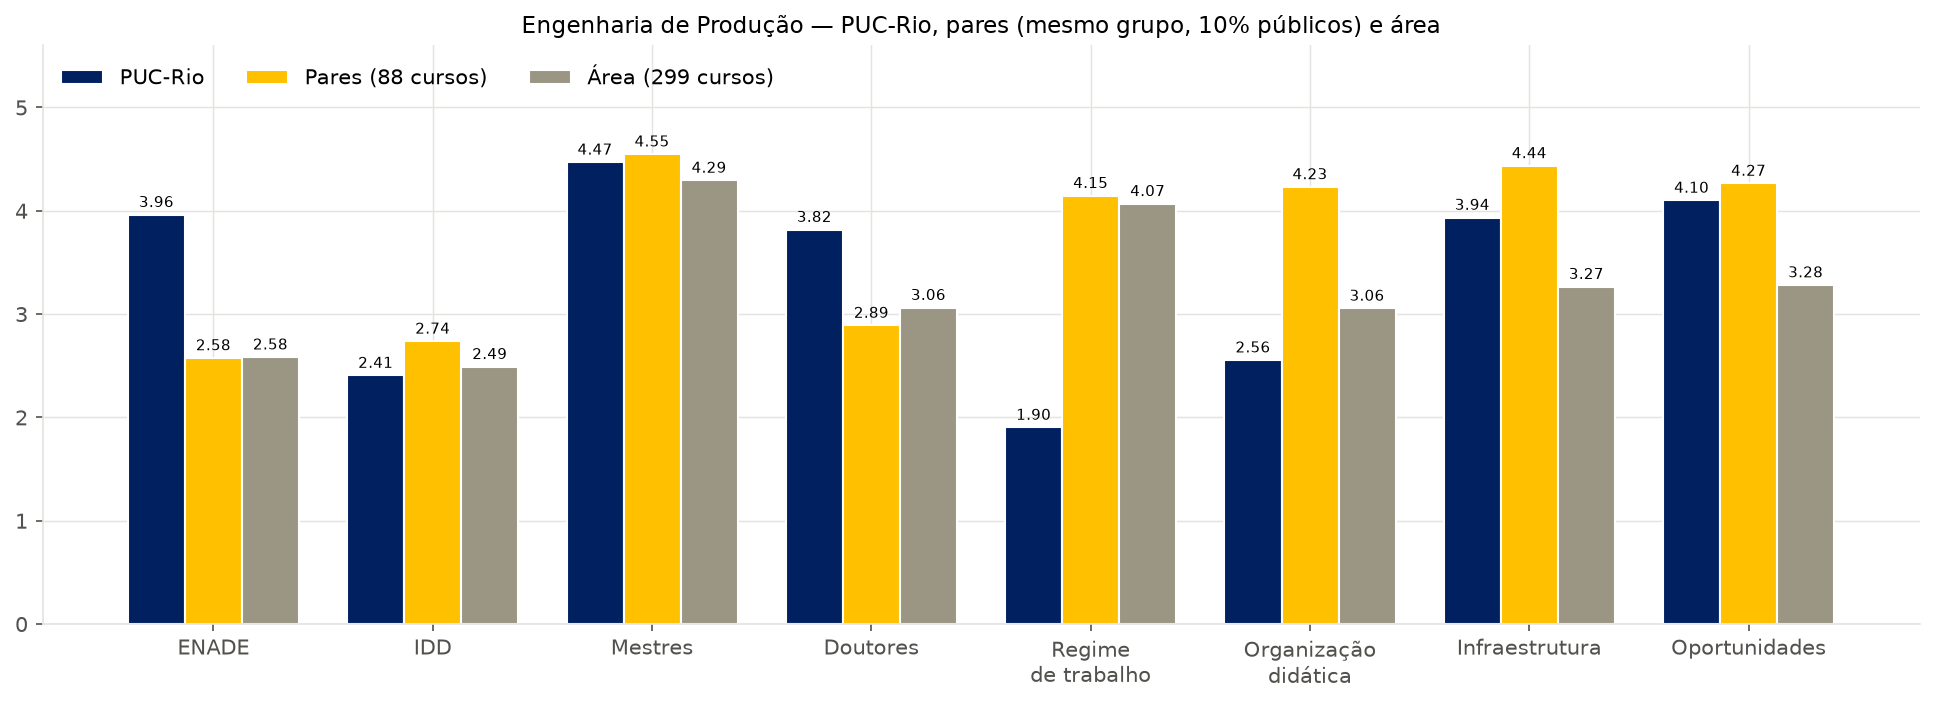 Engenharia de Produção — PUC-Rio, pares (mesmo grupo, 10% públicos) e área
PUC-Rio
Pares (88 cursos)
Área (299 cursos)
5
4
3
2
1
0
3.96
2.58
2.58
2.41
2.74
2.49
4.47
4.55
4.29
3.82
2.89
3.06
1.90
4.15
4.07
2.56
4.23
3.06
3.94
4.44
3.27
4.10
4.27
3.28
ENADE
IDD
Mestres
Doutores
Regime
de trabalho
Organização
didática
Infraestrutura
Oportunidades